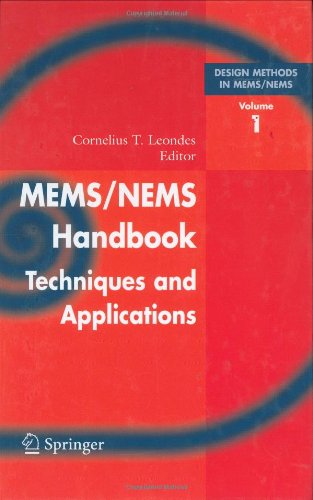 DESIGN METHODS
IN MEMS/NEMS
Volume
1
Cornelius T. Leondes
Editor
MEMS/NEMS
Handbook
Techniques and
Applications
Springer